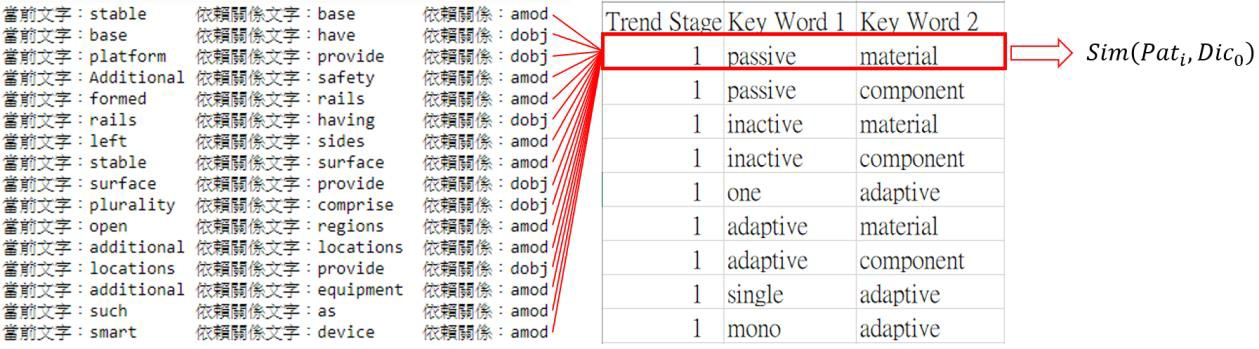 當前文字：stable 依賴關係文字：base 依賴關係：amod
當前文字：base 依賴關係文字：have 依賴關係：dobj
當前文字：platform 依賴關係文字：provide 依賴關係：dobj
當前文字：Additional 依賴關係文字：safety 依賴關係：amod
當前文字：formed 依賴關係文字：rails 依賴關係：amod
當前文字：rails 依賴關係文字：having 依賴關係：dobj
當前文字：left 依賴關係文字：sides 依賴關係：amod
當前文字：stable 依賴關係文字：surface 依賴關係：amod
當前文字：surface 依賴關係文字：provide 依賴關係：dobj
當前文字：plurality 依賴關係文字：comprise 依賴關係：dobj
當前文字：open 依賴關係文字：regions 依賴關係：amod
當前文字：additional 依賴關係文字：locations 依賴關係：amod
當前文字：locations 依賴關係文字：provide 依賴關係：dobj
當前文字：additional 依賴關係文字：equipment 依賴關係：amod
當前文字：such 依賴關係文字：as 依賴關係：amod
當前文字：smart 依賴關係文字：device 依賴關係：amod
Trend Stage Key Word 1 Key Word 2
1 passive material
1 passive component
1 inactive material
1 inactive component
1 one adaptive
1 adaptive material
1 adaptive component
1 single adaptive
1 mono adaptive
Sim(Pat_i, Dic_0)